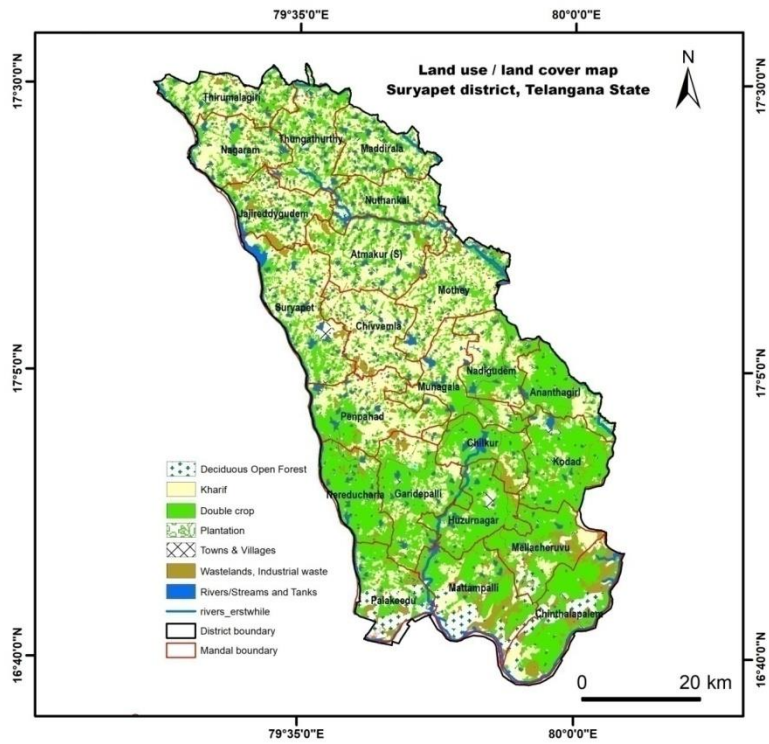 79°35'0"E
80°0'0"E
Land use / land cover map
Suryapet district, Telangana State
N
17°30'0"N
17°30'0"N
Thirumalagiri
Thungathurthy
Nagaram
Maddirala
Nuthankal
Jajireddygudem
Atmakur (S)
Mothey
Suryapet
Chivvemla
17°5'0"N
17°5'0"N
Nadigudem
Munagala
Ananthagiri
Penpahad
Chilkur
Kodad
Nereducharla
Garidepalli
Huzurnagar
Mellacheruvu
Mattampalli
Palakeedu
Chinthalapalem
Deciduous Open Forest
Kharif
Double crop
Plantation
Towns & Villages
Wastelands, Industrial waste
Rivers/Streams and Tanks
rivers_erstwhile
District boundary
Mandal boundary
16°40'0"N
16°40'0"N
0 20 km
79°35'0"E
80°0'0"E